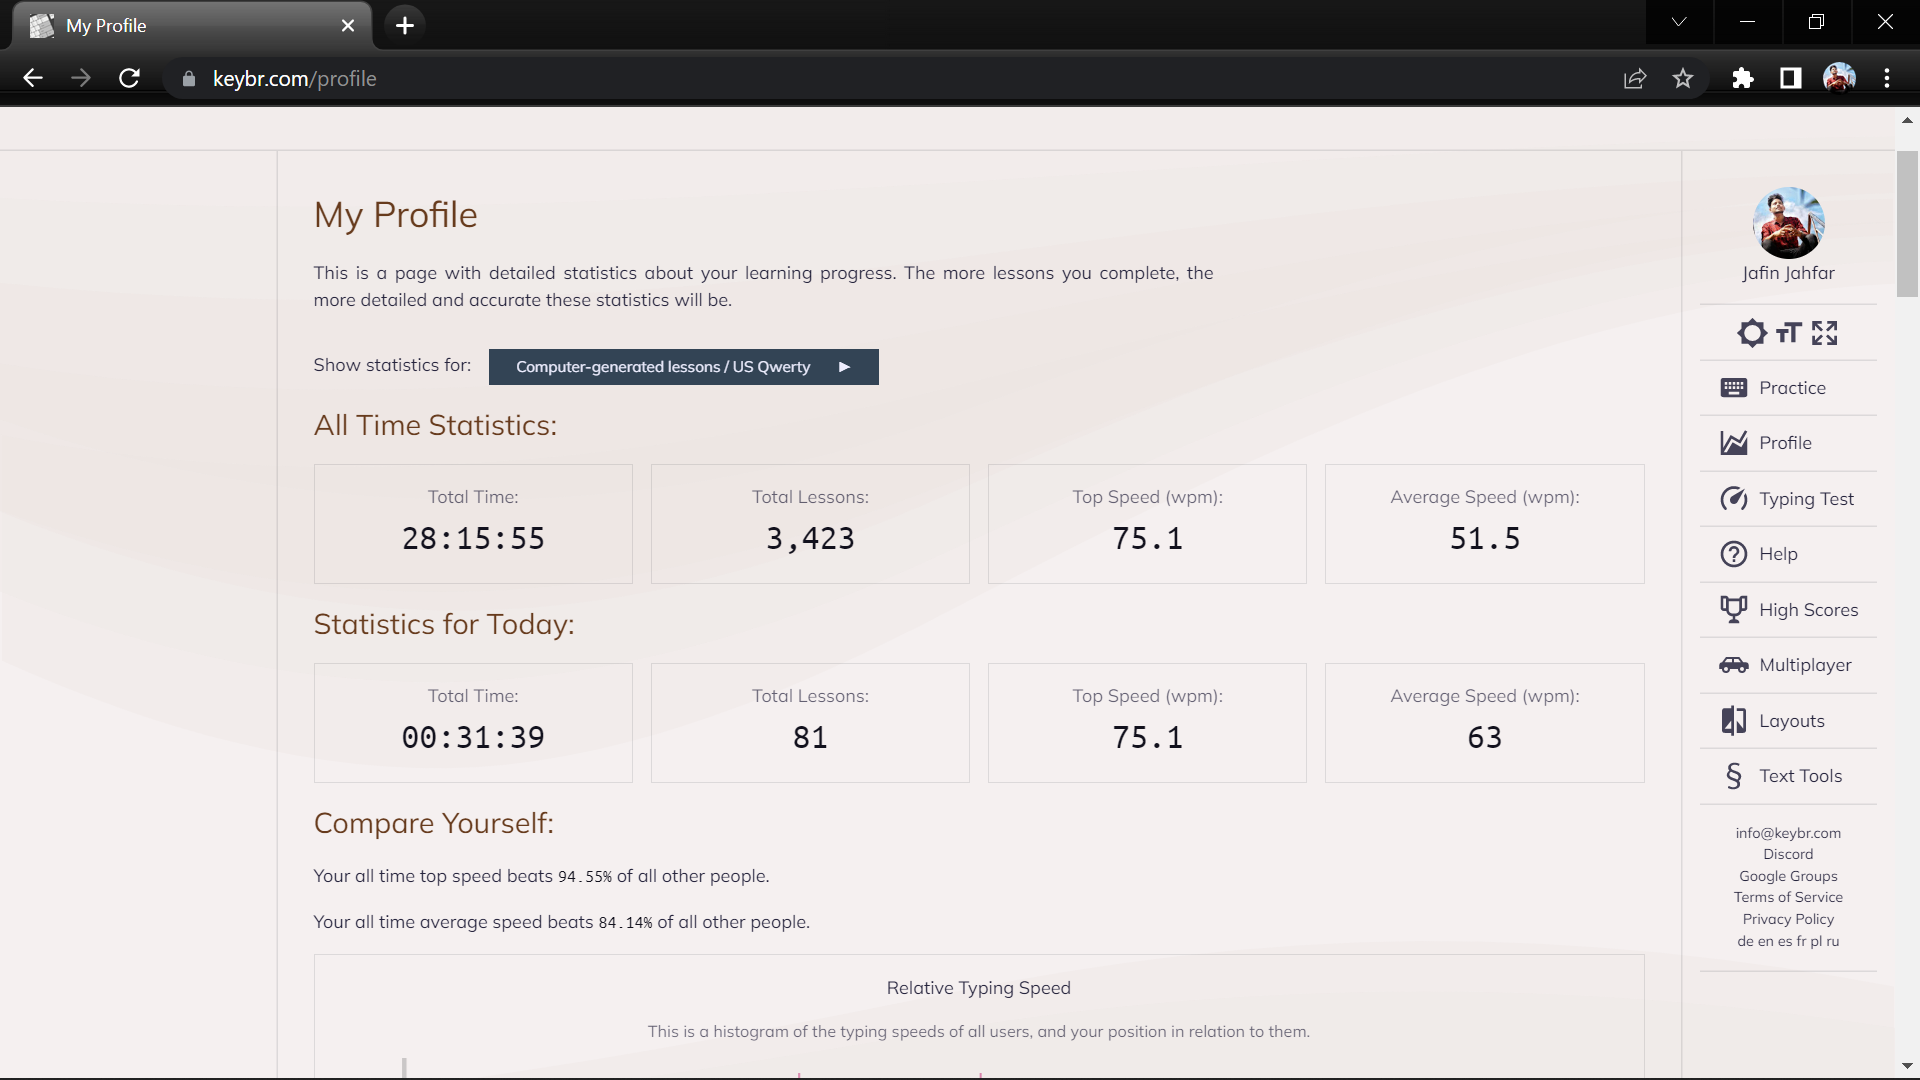 My Profile
keybr.com/profile
My Profile
This is a page with detailed statistics about your learning progress. The more lessons you complete, the
more detailed and accurate these statistics will be.
Show statistics for:
Computer-generated lessons / US Qwerty
All Time Statistics:
Total Time:
28:15:55
Total Lessons:
3,423
Top Speed (wpm):
75.1
Average Speed (wpm):
51.5
Statistics for Today:
Total Time:
00:31:39
Total Lessons:
81
Top Speed (wpm):
75.1
Average Speed (wpm):
63
Compare Yourself:
Your all time top speed beats 94.55% of all other people.
Your all time average speed beats 84.14% of all other people.
Relative Typing Speed
This is a histogram of the typing speeds of all users, and your position in relation to them.
Jafin Jahfar
Practice
Profile
Typing Test
Help
High Scores
Multiplayer
Layouts
§ Text Tools
info@keybr.com
Discord
Google Groups
Terms of Service
Privacy Policy
de en es fr pl ru